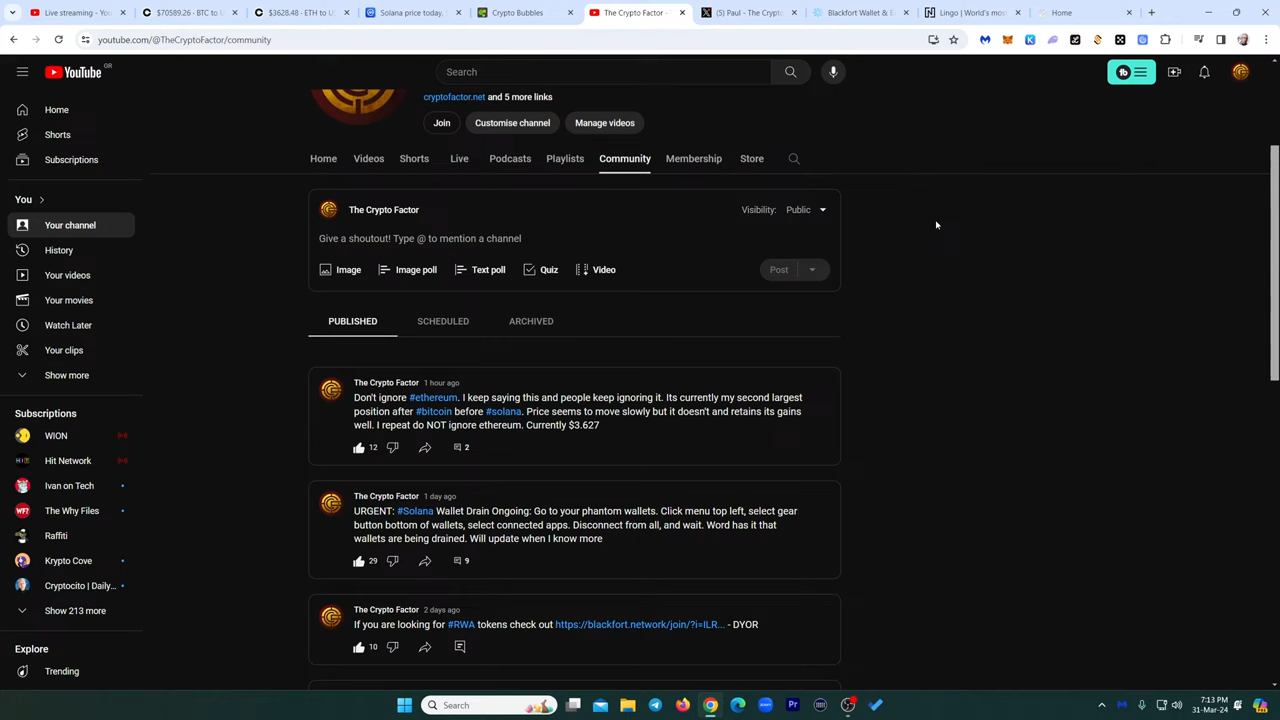 Live streaming - Yo
$70589.26 - BTC to U
$3628.48 - ETH to US
Solana price today, S
Crypto Bubbles
The Crypto Factor -
(5) Paul - The Crypto
Blackfort Wallet & E
Lingo | World's mos
Home
youtube.com/@TheCryptoFactor/community
YouTube GR
Search
cryptofactor.net and 5 more links
Join
Customise channel
Manage videos
Home
Videos
Shorts
Live
Podcasts
Playlists
Community
Membership
Store
Home
Shorts
Subscriptions
You
Your channel
History
Your videos
Your movies
Watch Later
Your clips
Show more
Subscriptions
WION
Hit Network
Ivan on Tech
The Why Files
Raffiti
Krypto Cove
Cryptocito | Daily...
Show 213 more
Explore
Trending
The Crypto Factor
Visibility: Public
Give a shoutout! Type @ to mention a channel
Image
Image poll
Text poll
Quiz
Video
Post
PUBLISHED
SCHEDULED
ARCHIVED
The Crypto Factor 1 hour ago
Don't ignore #ethereum. I keep saying this and people keep ignoring it. Its currently my second largest
position after #bitcoin before #solana. Price seems to move slowly but it doesn't and retains its gains
well. I repeat do NOT ignore ethereum. Currently $3.627
12
2
The Crypto Factor 1 day ago
URGENT: #Solana Wallet Drain Ongoing: Go to your phantom wallets. Click menu top left, select gear
button bottom of wallets, select connected apps. Disconnect from all, and wait. Word has it that
wallets are being drained. Will update when I know more
29
9
The Crypto Factor 2 days ago
If you are looking for #RWA tokens check out https://blackfort.network/join/?i=ILR... - DYOR
10
Search
7:13 PM
31-Mar-24